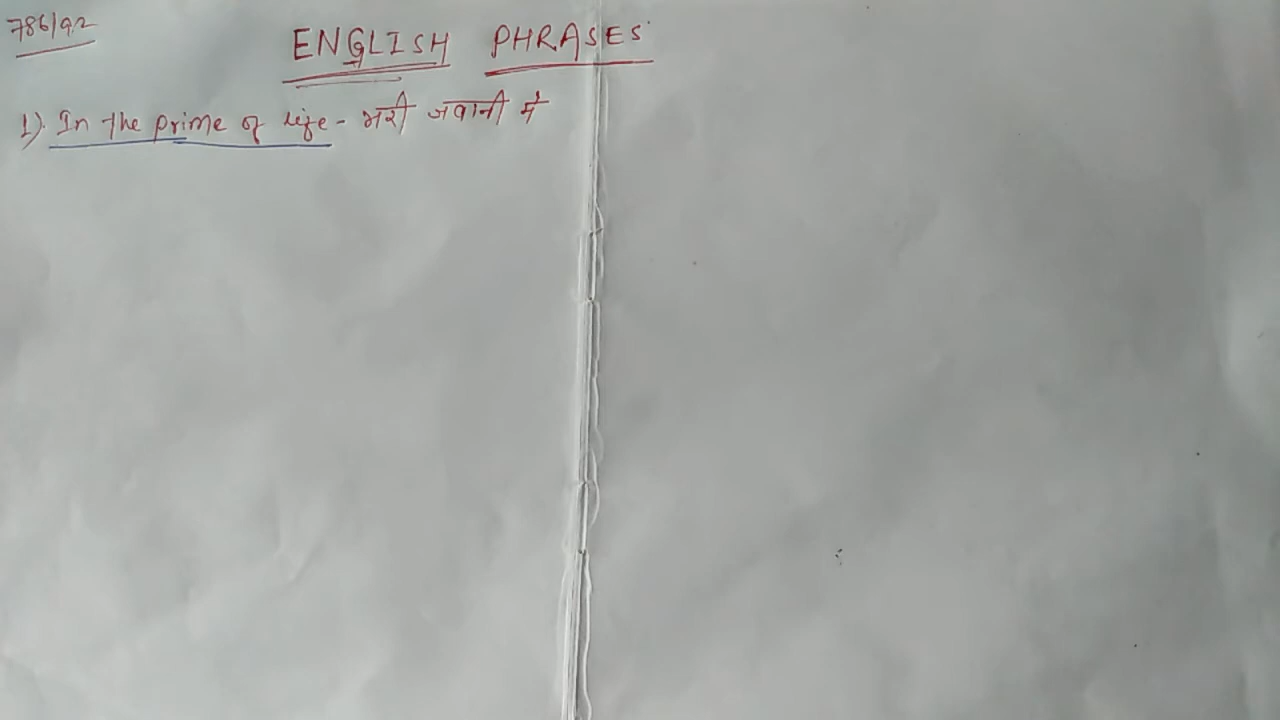 786/92
ENGLISH PHRASES
1). In the prime of life - भरी जवानी में